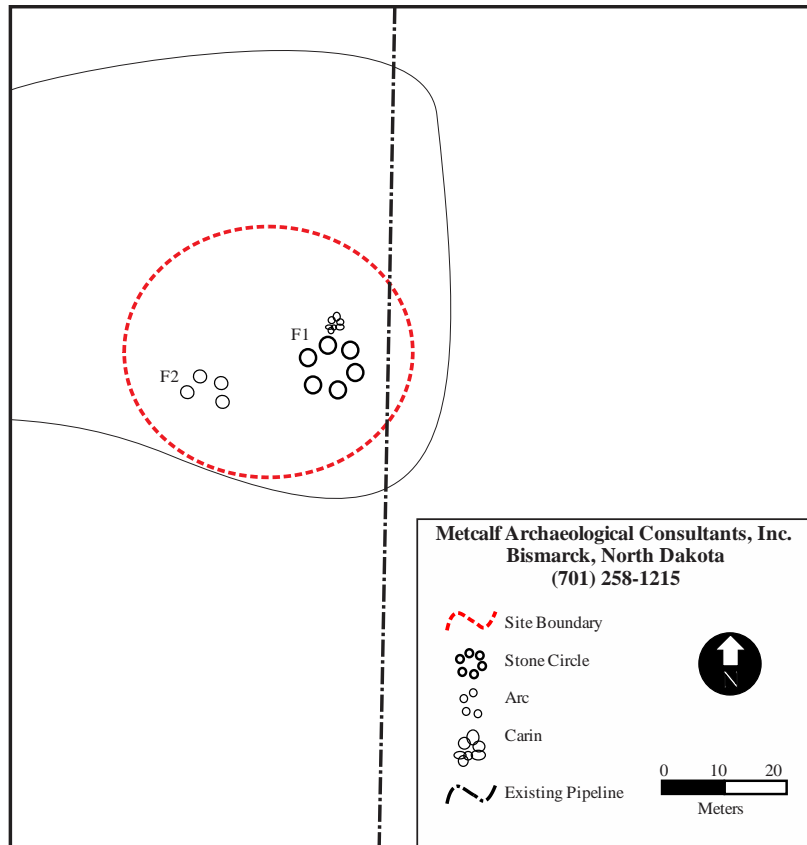 F1
F2
Metcalf Archaeological Consultants, Inc.
Bismarck, North Dakota
(701) 258-1215
Site Boundary
Stone Circle
Arc
Carin
Existing Pipeline
N
0 10 20
Meters